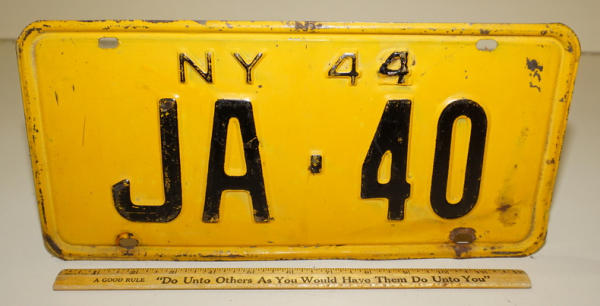 NY 44
JA·40
A GOOD RULE "Do Unto Others As You Would Have Them Do Unto You"